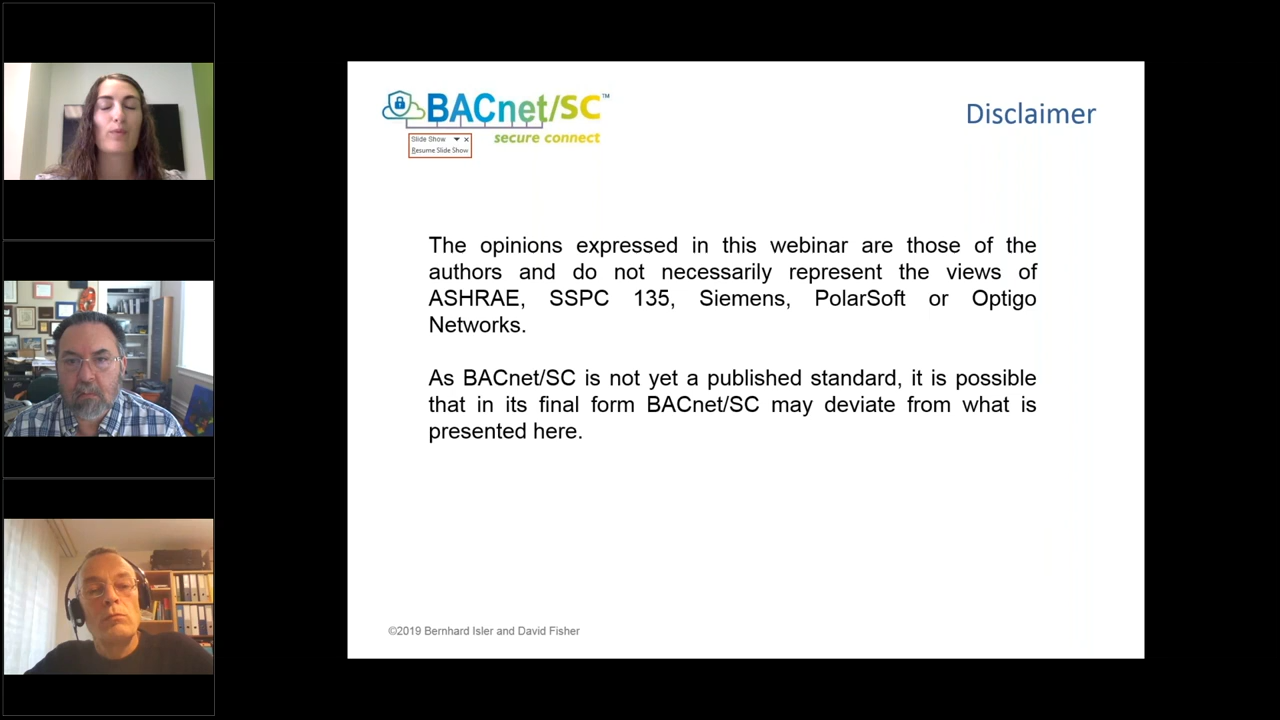 BACnet/SC™
secure connect
Slide Show
Resume Slide Show
Disclaimer
The opinions expressed in this webinar are those of the
authors and do not necessarily represent the views of
ASHRAE, SSPC 135, Siemens, PolarSoft or Optigo
Networks.
As BACnet/SC is not yet a published standard, it is possible
that in its final form BACnet/SC may deviate from what is
presented here.
©2019 Bernhard Isler and David Fisher